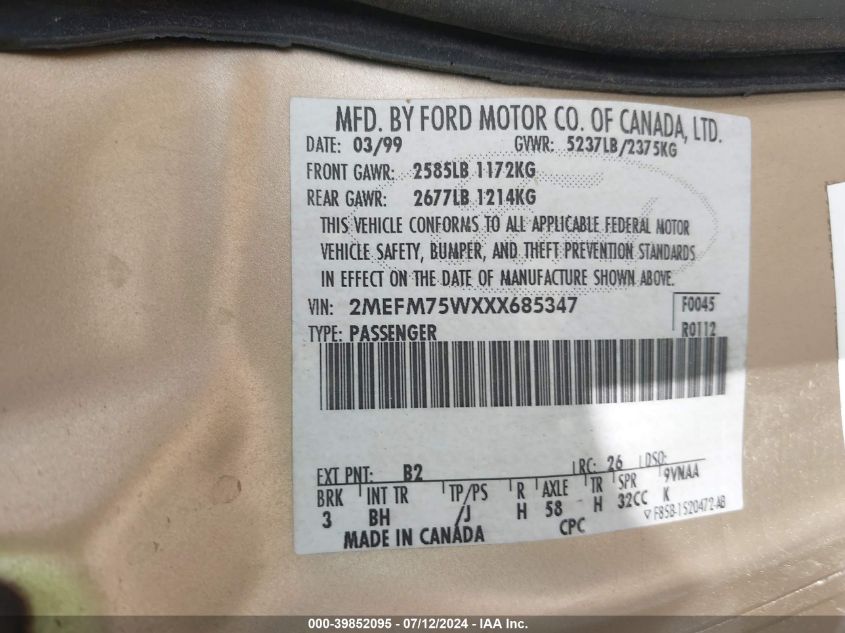 MFD. BY FORD MOTOR CO. OF CANADA, LTD.
DATE: 03/99 GVWR: 5237LB/2375KG
FRONT GAWR: 2585LB 1172KG
REAR GAWR: 2677LB 1214KG
THIS VEHICLE CONFORMS TO ALL APPLICABLE FEDERAL MOTOR
VEHICLE SAFETY, BUMPER, AND THEFT PREVENTION STANDARDS
IN EFFECT ON THE DATE OF MANUFACTURE SHOWN ABOVE.
VIN: 2MEFM75WXXX685347 F0045
TYPE: PASSENGER R0112
EXT PNT: B2 RC: 26 DSO:
BRK INT TR TP/PS R AXLE TR SPR 9VNAA
3 BH /J H 58 H 32CC K
MADE IN CANADA CPC ▽ F85B-1520472-AB
000-39852095 - 07/12/2024 - IAA Inc.